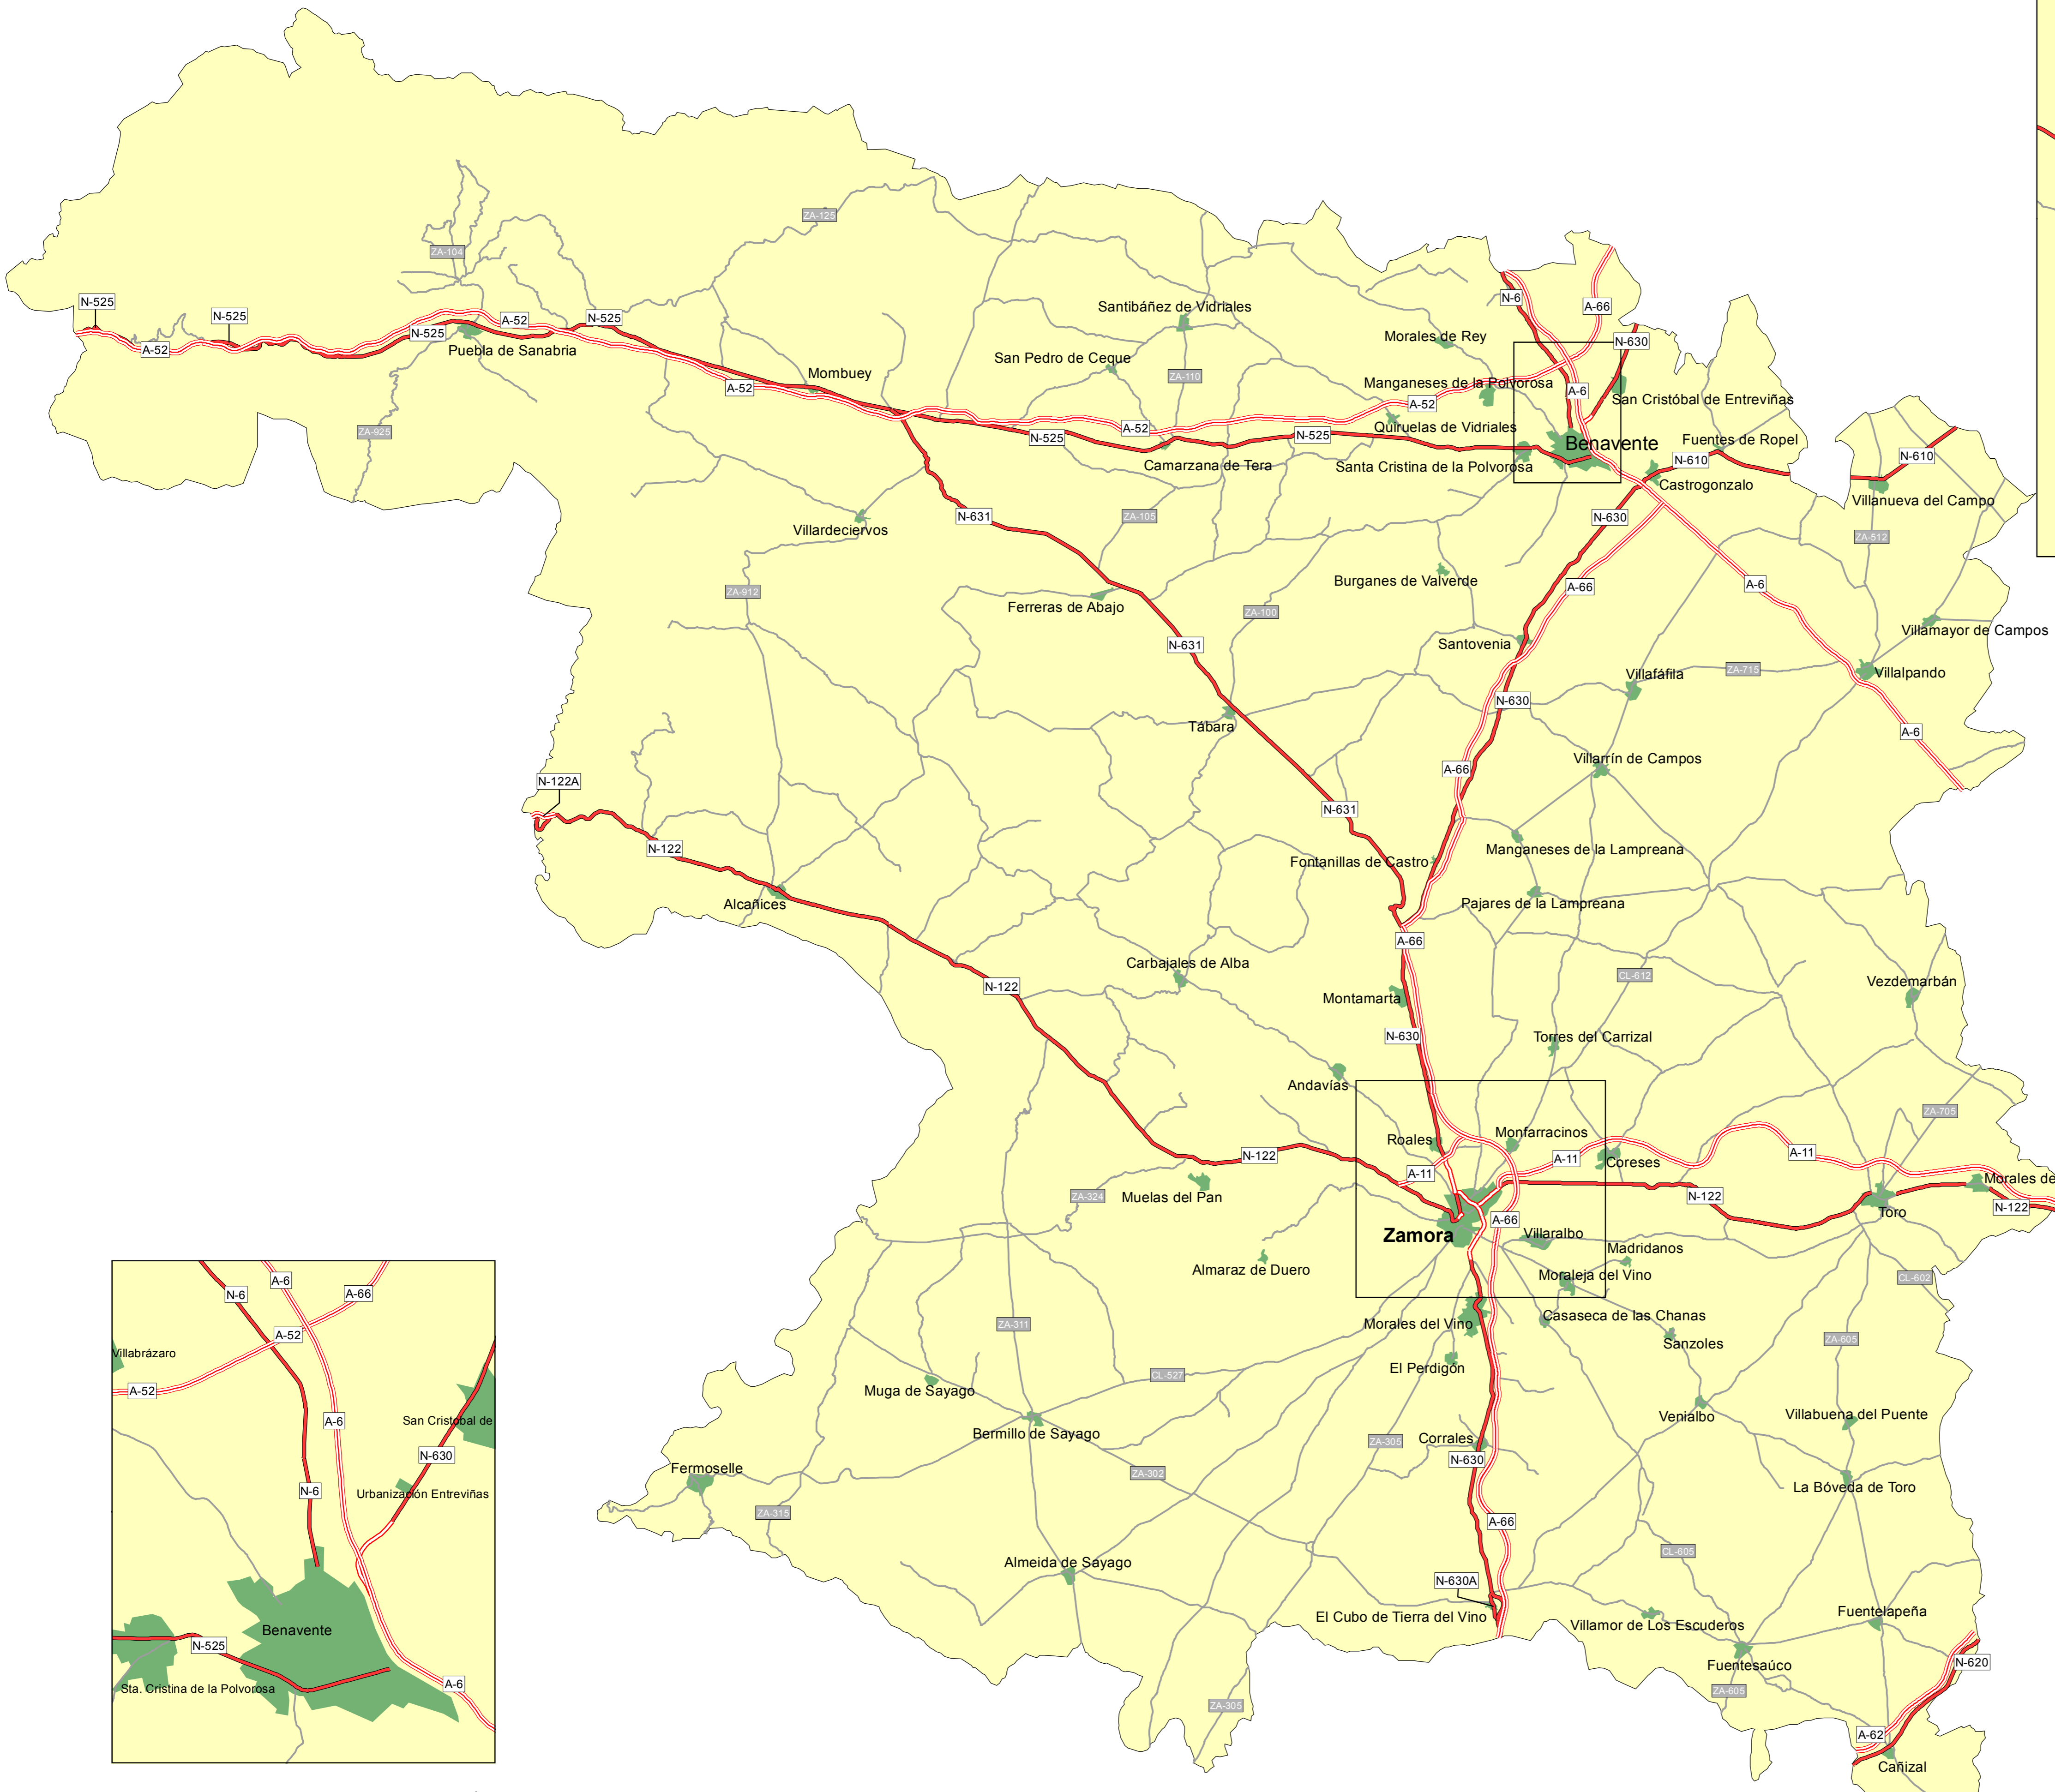 ZA-125
ZA-104
N-525
N-525
A-52
N-525
A-52
N-525
Puebla de Sanabria
A-52
Mombuey
ZA-925
Santibáñez de Vidriales
San Pedro de Ceque
ZA-110
N-6
A-66
N-630
Morales de Rey
Manganeses de la Polvorosa
A-6
A-52
San Cristóbal de Entreviñas
A-52
Quiruelas de Vidriales
N-525
N-525
Benavente
Fuentes de Ropel
N-610
N-610
Camarzana de Tera
Santa Cristina de la Polvorosa
Castrogonzalo
Villanueva del Campo
Villardeciervos
N-631
ZA-105
N-630
ZA-512
ZA-912
Ferreras de Abajo
Burganes de Valverde
A-66
A-6
ZA-100
N-631
Santovenia
Villamayor de Campos
Villafáfila
ZA-715
Villalpando
N-630
Tábara
A-6
N-122A
A-66
Villarrín de Campos
N-631
N-122
Fontanillas de Castro
Manganeses de la Lampreana
Alcañices
Pajares de la Lampreana
A-66
Carbajales de Alba
CL-612
N-122
Montamarta
Vezdemarbán
N-630
Torres del Carrizal
Andavías
ZA-705
Roales
Monfarracinos
N-122
A-11
A-11
Coreses
A-11
ZA-324
Muelas del Pan
N-122
Morales de
Toro
N-122
Zamora
A-66
Villaralbo
Madridanos
Almaraz de Duero
Moraleja del Vino
CL-602
ZA-311
Morales del Vino
Casaseca de las Chanas
Sanzoles
ZA-605
El Perdigón
CL-527
Muga de Sayago
Venialbo
Villabuena del Puente
Bermillo de Sayago
ZA-305
Corrales
N-630
Fermoselle
ZA-302
La Bóveda de Toro
ZA-315
A-66
CL-605
Almeida de Sayago
N-630A
El Cubo de Tierra del Vino
Villamor de Los Escuderos
Fuentelapeña
Fuentesaúco
N-620
ZA-605
ZA-305
A-62
Cañizal
A-6
N-6
A-66
A-52
Villabrázaro
A-52
A-6
San Cristobal de
N-630
N-6
Urbanización Entreviñas
Benavente
N-525
Sta. Cristina de la Polvorosa
A-6